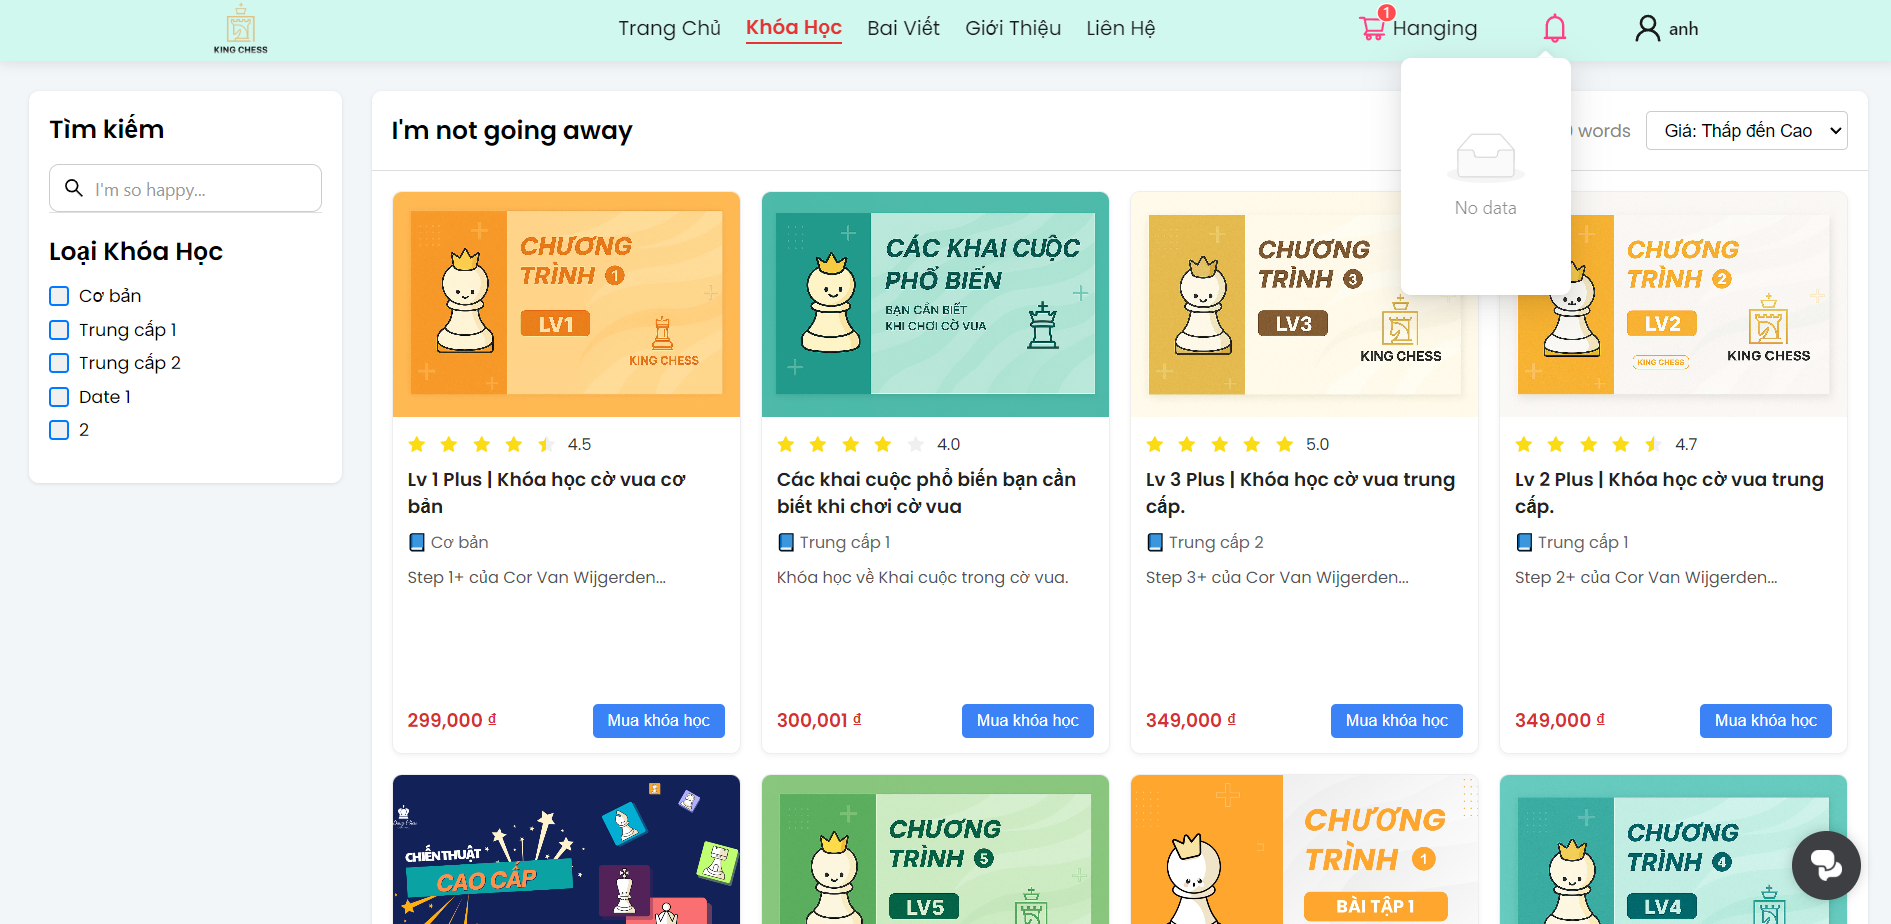 KING CHESS
Trang Chủ
Khóa Học
Bai Viết
Giới Thiệu
Liên Hệ
1
Hanging
anh
Tìm kiếm
I'm so happy...
Loại Khóa Học
Cơ bản
Trung cấp 1
Trung cấp 2
Date 1
2
I'm not going away
words
Giá: Thấp đến Cao
No data
CHƯƠNG
TRÌNH 1
LV1
KING CHESS
4.5
Lv 1 Plus | Khóa học cờ vua cơ
bản
Cơ bản
Step 1+ của Cor Van Wijgerden...
299,000 ₫
Mua khóa học
CÁC KHAI CUỘC
PHỔ BIẾN
BẠN CẦN BIẾT
KHI CHƠI CỜ VUA
4.0
Các khai cuộc phổ biến bạn cần
biết khi chơi cờ vua
Trung cấp 1
Khóa học về Khai cuộc trong cờ vua.
300,001 ₫
Mua khóa học
CHƯƠNG
TRÌNH 3
LV3
KING CHESS
5.0
Lv 3 Plus | Khóa học cờ vua trung
cấp.
Trung cấp 2
Step 3+ của Cor Van Wijgerden...
349,000 ₫
Mua khóa học
CHƯƠNG
TRÌNH 2
LV2
KING CHESS
KING CHESS
4.7
Lv 2 Plus | Khóa học cờ vua trung
cấp.
Trung cấp 1
Step 2+ của Cor Van Wijgerden...
349,000 ₫
Mua khóa học
CHIẾN THUẬT
CAO CẤP
CHƯƠNG
TRÌNH 5
LV5
CHƯƠNG
TRÌNH 1
BÀI TẬP 1
CHƯƠNG
TRÌNH 4
LV4